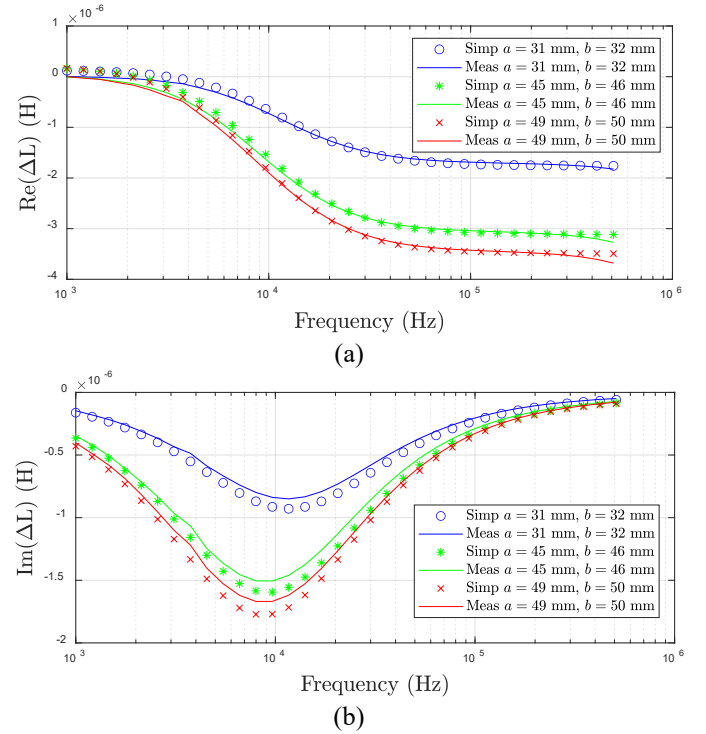 1 ×10⁻⁶
0
-1
-2
-3
-4
Re(ΔL) (H)
Simp a = 31 mm, b = 32 mm
Meas a = 31 mm, b = 32 mm
Simp a = 45 mm, b = 46 mm
Meas a = 45 mm, b = 46 mm
Simp a = 49 mm, b = 50 mm
Meas a = 49 mm, b = 50 mm
10³ 10⁴ 10⁵ 10⁶
Frequency (Hz)
(a)
0 ×10⁻⁶
-0.5
-1
-1.5
-2
Im(ΔL) (H)
Simp a = 31 mm, b = 32 mm
Meas a = 31 mm, b = 32 mm
Simp a = 45 mm, b = 46 mm
Meas a = 45 mm, b = 46 mm
Simp a = 49 mm, b = 50 mm
Meas a = 49 mm, b = 50 mm
10³ 10⁴ 10⁵ 10⁶
Frequency (Hz)
(b)